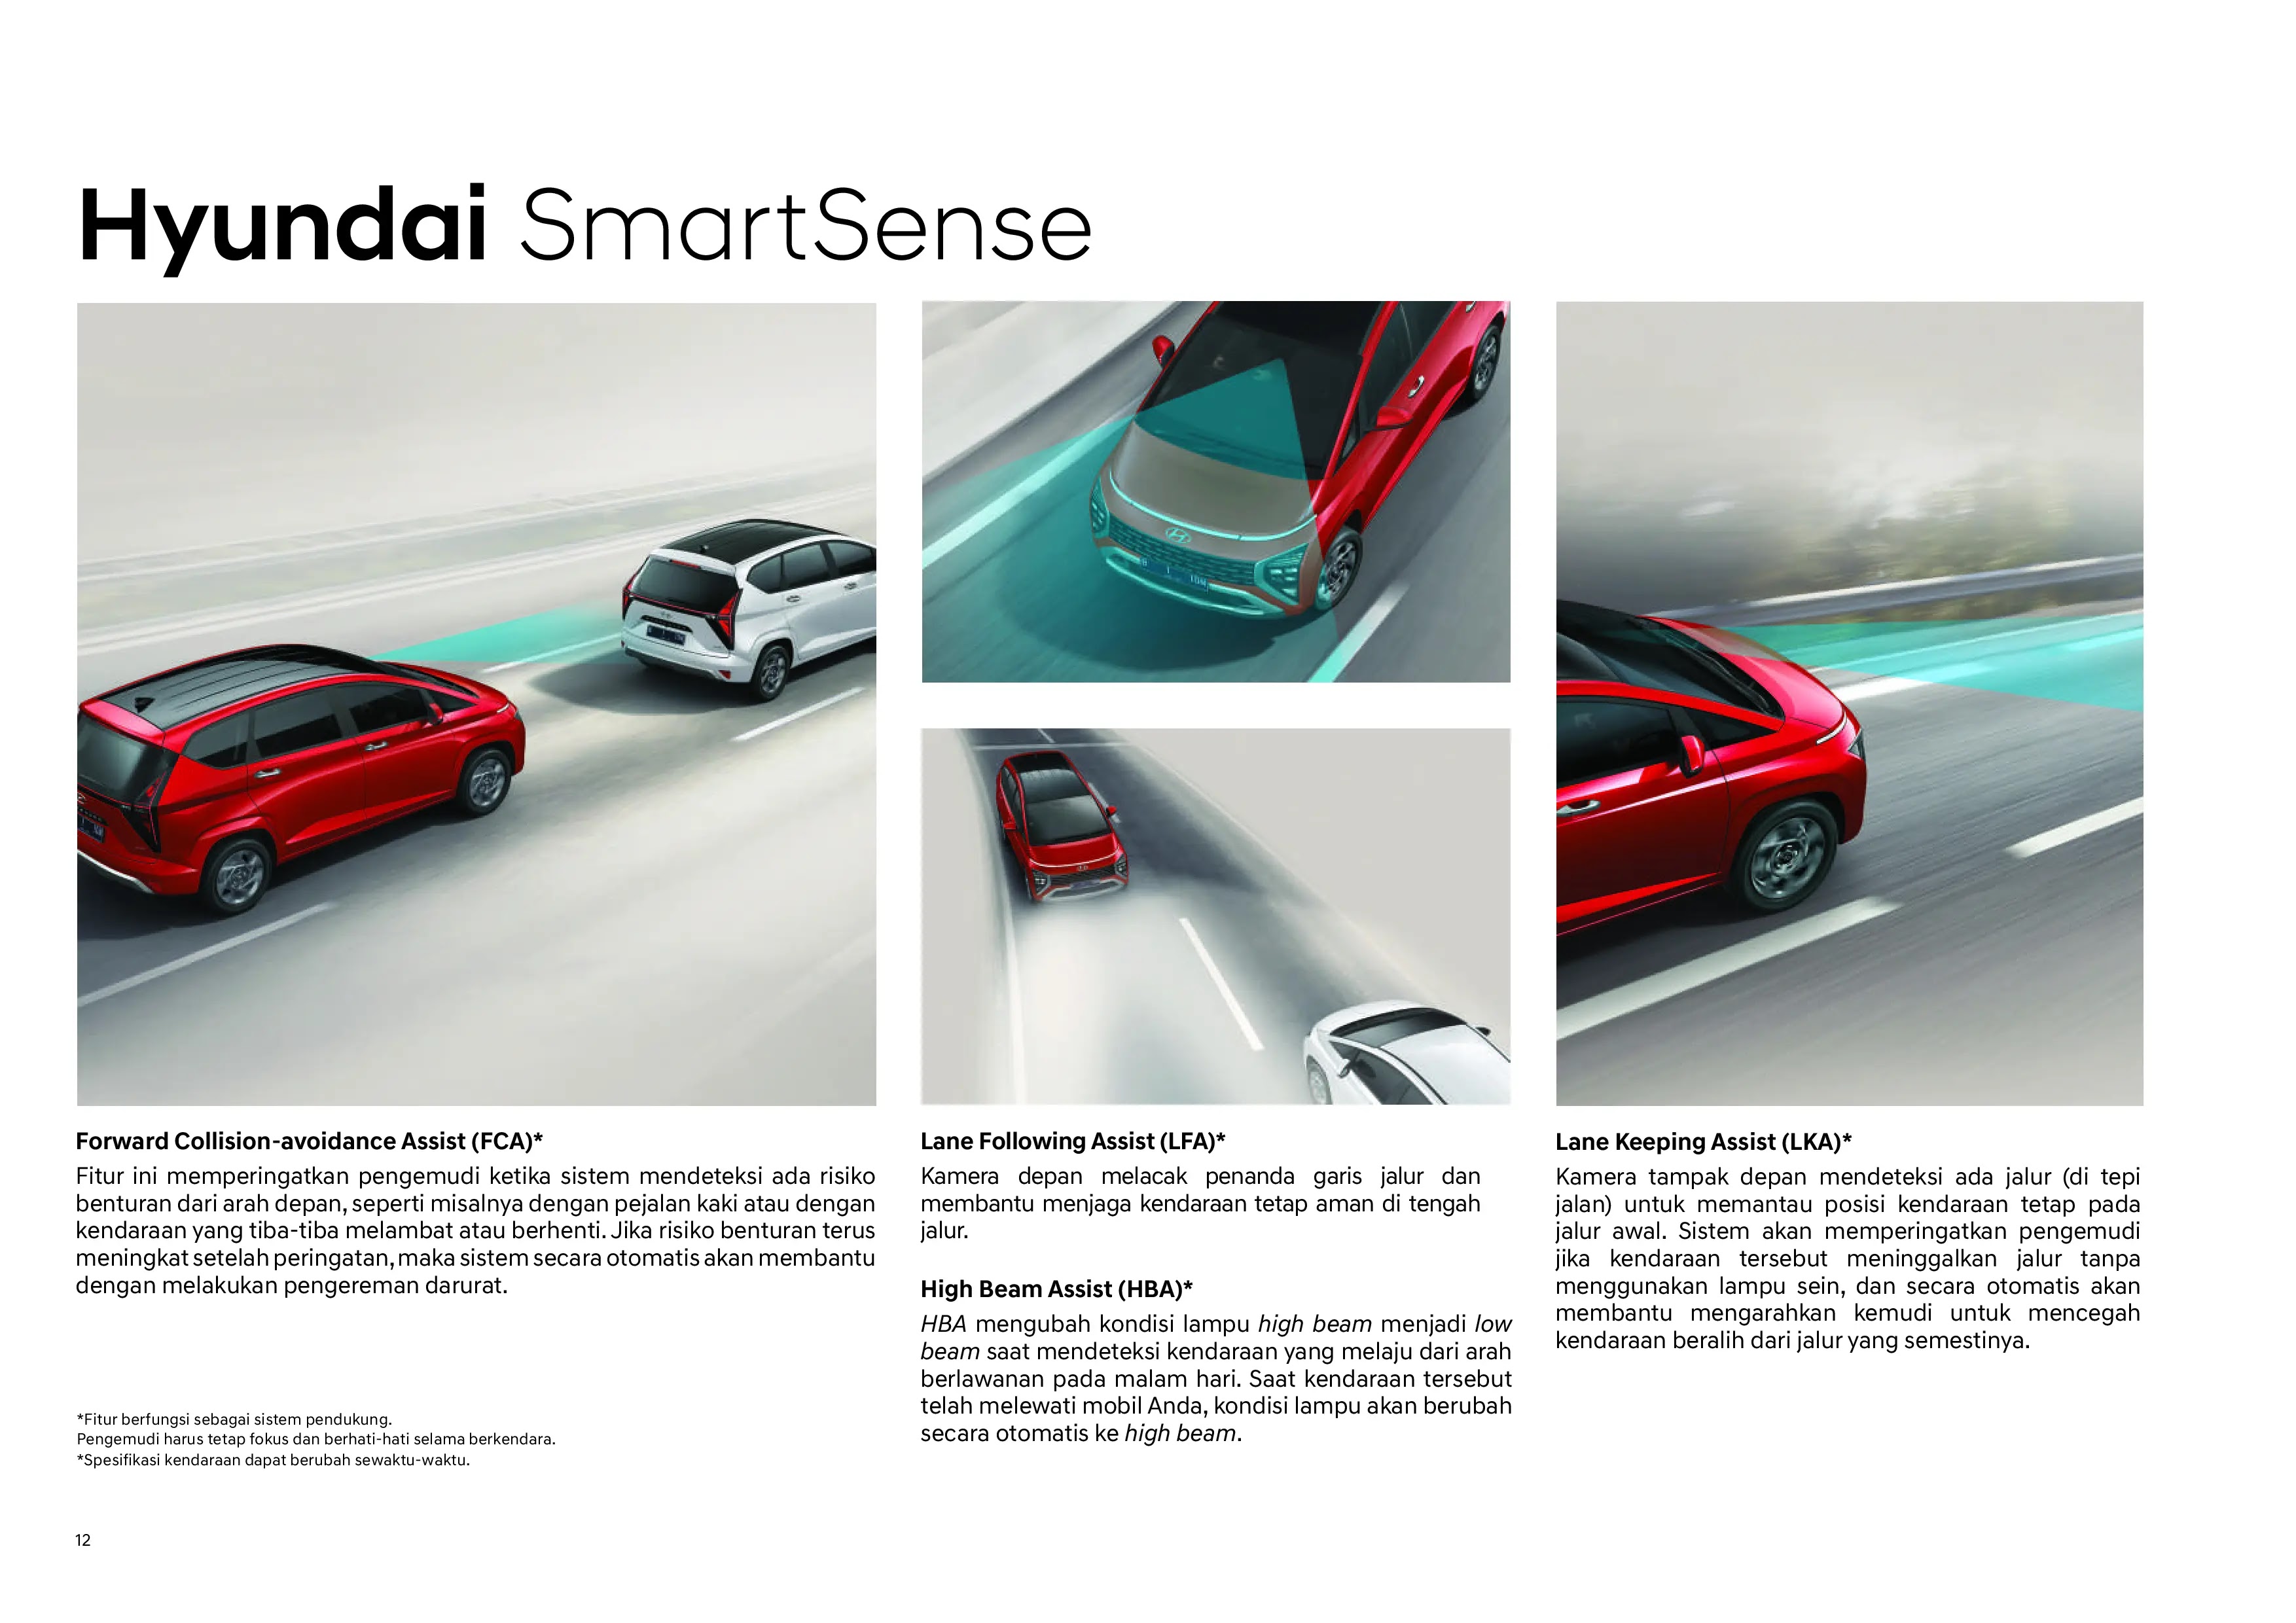 Hyundai SmartSense
Forward Collision-avoidance Assist (FCA)*
Fitur ini memperingatkan pengemudi ketika sistem mendeteksi ada risiko
benturan dari arah depan, seperti misalnya dengan pejalan kaki atau dengan
kendaraan yang tiba-tiba melambat atau berhenti. Jika risiko benturan terus
meningkat setelah peringatan, maka sistem secara otomatis akan membantu
dengan melakukan pengereman darurat.
*Fitur berfungsi sebagai sistem pendukung.
Pengemudi harus tetap fokus dan berhati-hati selama berkendara.
*Spesifikasi kendaraan dapat berubah sewaktu-waktu.
Lane Following Assist (LFA)*
Kamera depan melacak penanda garis jalur dan
membantu menjaga kendaraan tetap aman di tengah
jalur.
High Beam Assist (HBA)*
HBA mengubah kondisi lampu high beam menjadi low
beam saat mendeteksi kendaraan yang melaju dari arah
berlawanan pada malam hari. Saat kendaraan tersebut
telah melewati mobil Anda, kondisi lampu akan berubah
secara otomatis ke high beam.
Lane Keeping Assist (LKA)*
Kamera tampak depan mendeteksi ada jalur (di tepi
jalan) untuk memantau posisi kendaraan tetap pada
jalur awal. Sistem akan memperingatkan pengemudi
jika kendaraan tersebut meninggalkan jalur tanpa
menggunakan lampu sein, dan secara otomatis akan
membantu mengarahkan kemudi untuk mencegah
kendaraan beralih dari jalur yang semestinya.
12